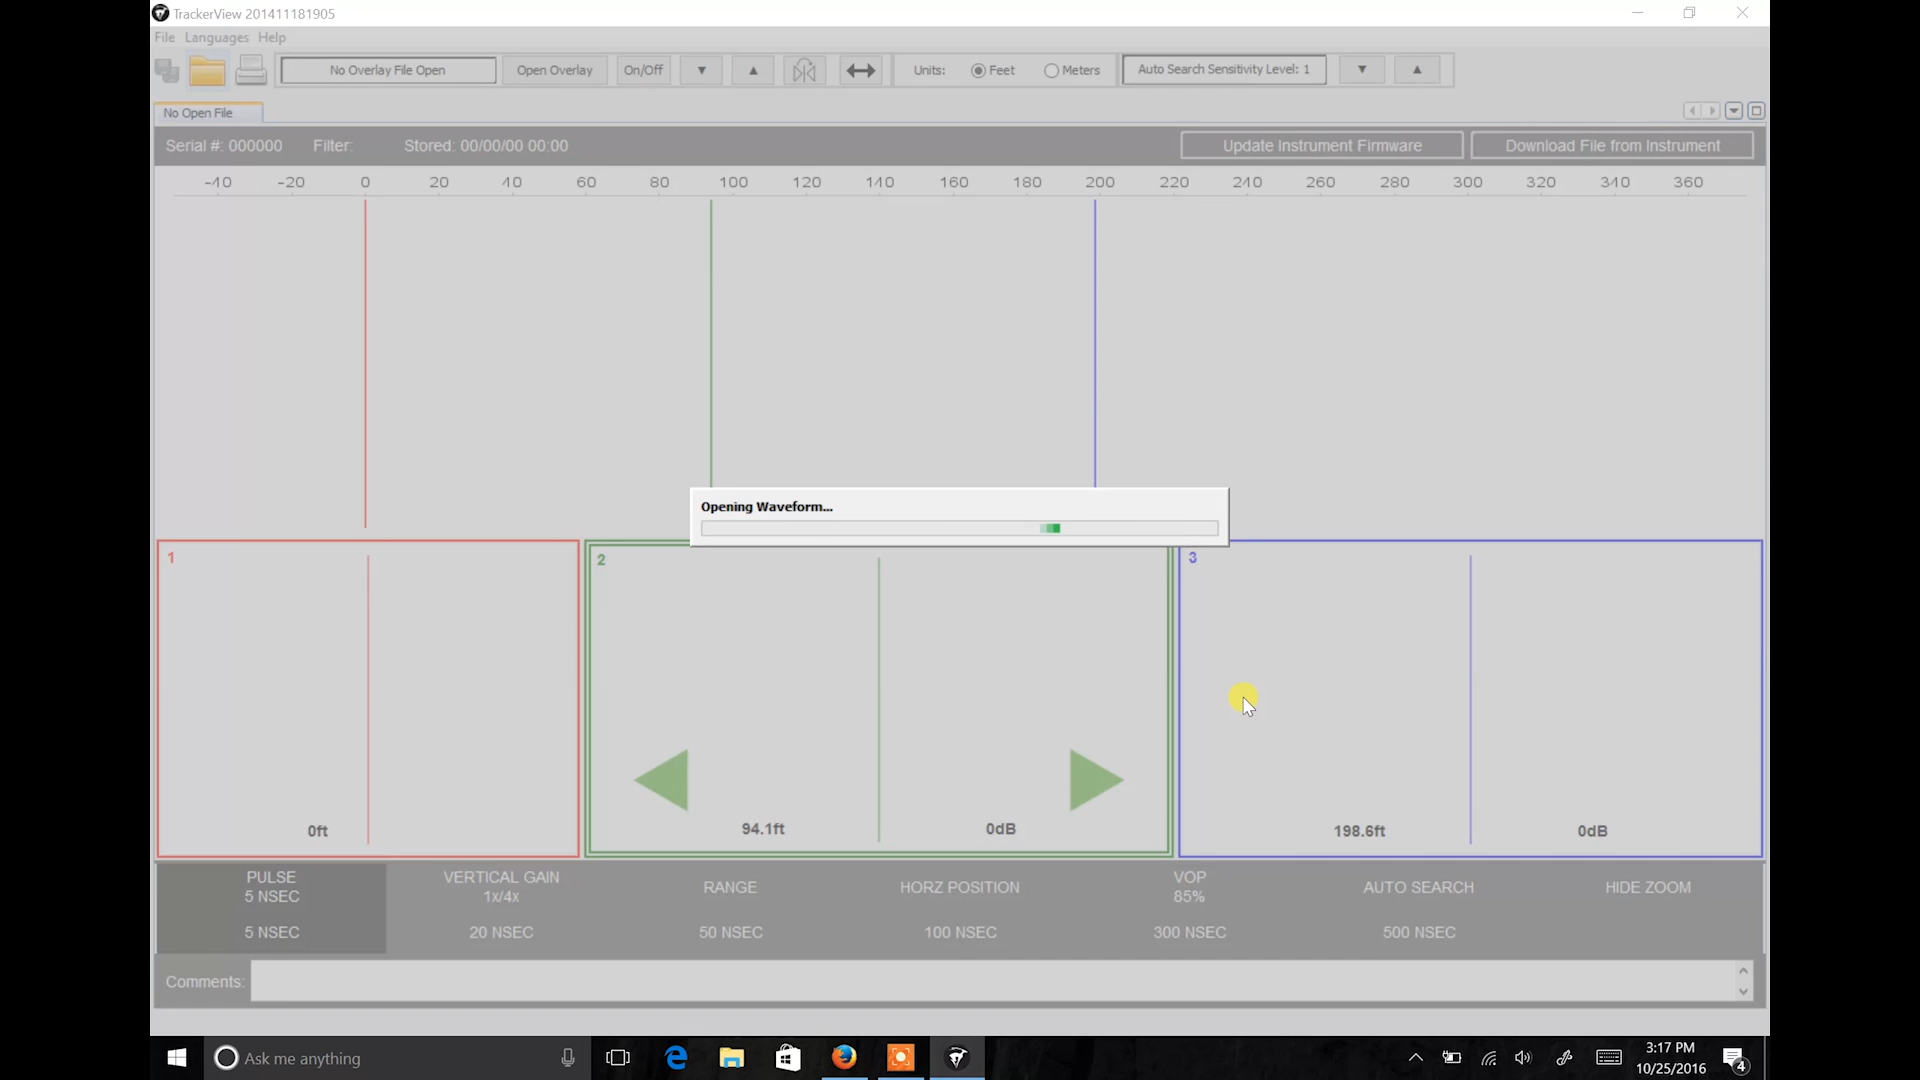 TrackerView 201411181905
File Languages Help
No Overlay File Open Open Overlay On/Off Units: Feet Meters Auto Search Sensitivity Level: 1
No Open File
Serial #: 000000 Filter: Stored: 00/00/00 00:00 Update Instrument Firmware Download File from Instrument
-40 -20 0 20 40 60 80 100 120 140 160 180 200 220 240 260 280 300 320 340 360
Opening Waveform...
1 2 3
0ft 94.1ft 0dB 198.6ft 0dB
PULSE VERTICAL GAIN RANGE HORZ POSITION VOP AUTO SEARCH HIDE ZOOM
5 NSEC 1x/4x 85%
5 NSEC 20 NSEC 50 NSEC 100 NSEC 300 NSEC 500 NSEC
Comments:
Ask me anything
3:17 PM
10/25/2016
4